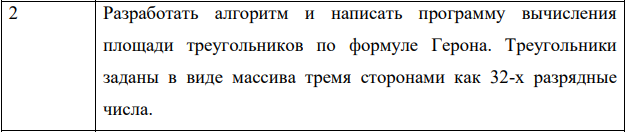 2
Разработать алгоритм и написать программу вычисления
площади треугольников по формуле Герона. Треугольники
заданы в виде массива тремя сторонами как 32-х разрядные
числа.